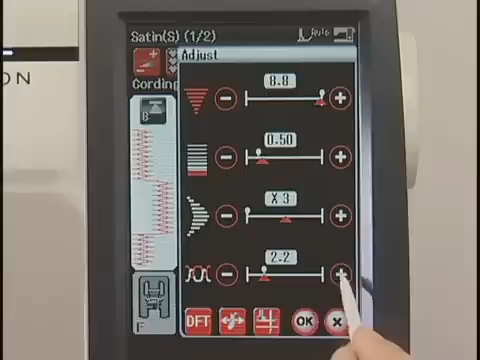 Satin(S) (1/2)
Auto
Adjust
ON
Cording
8.8
B
0.50
X 3
2.2
F
DFT
OK
X